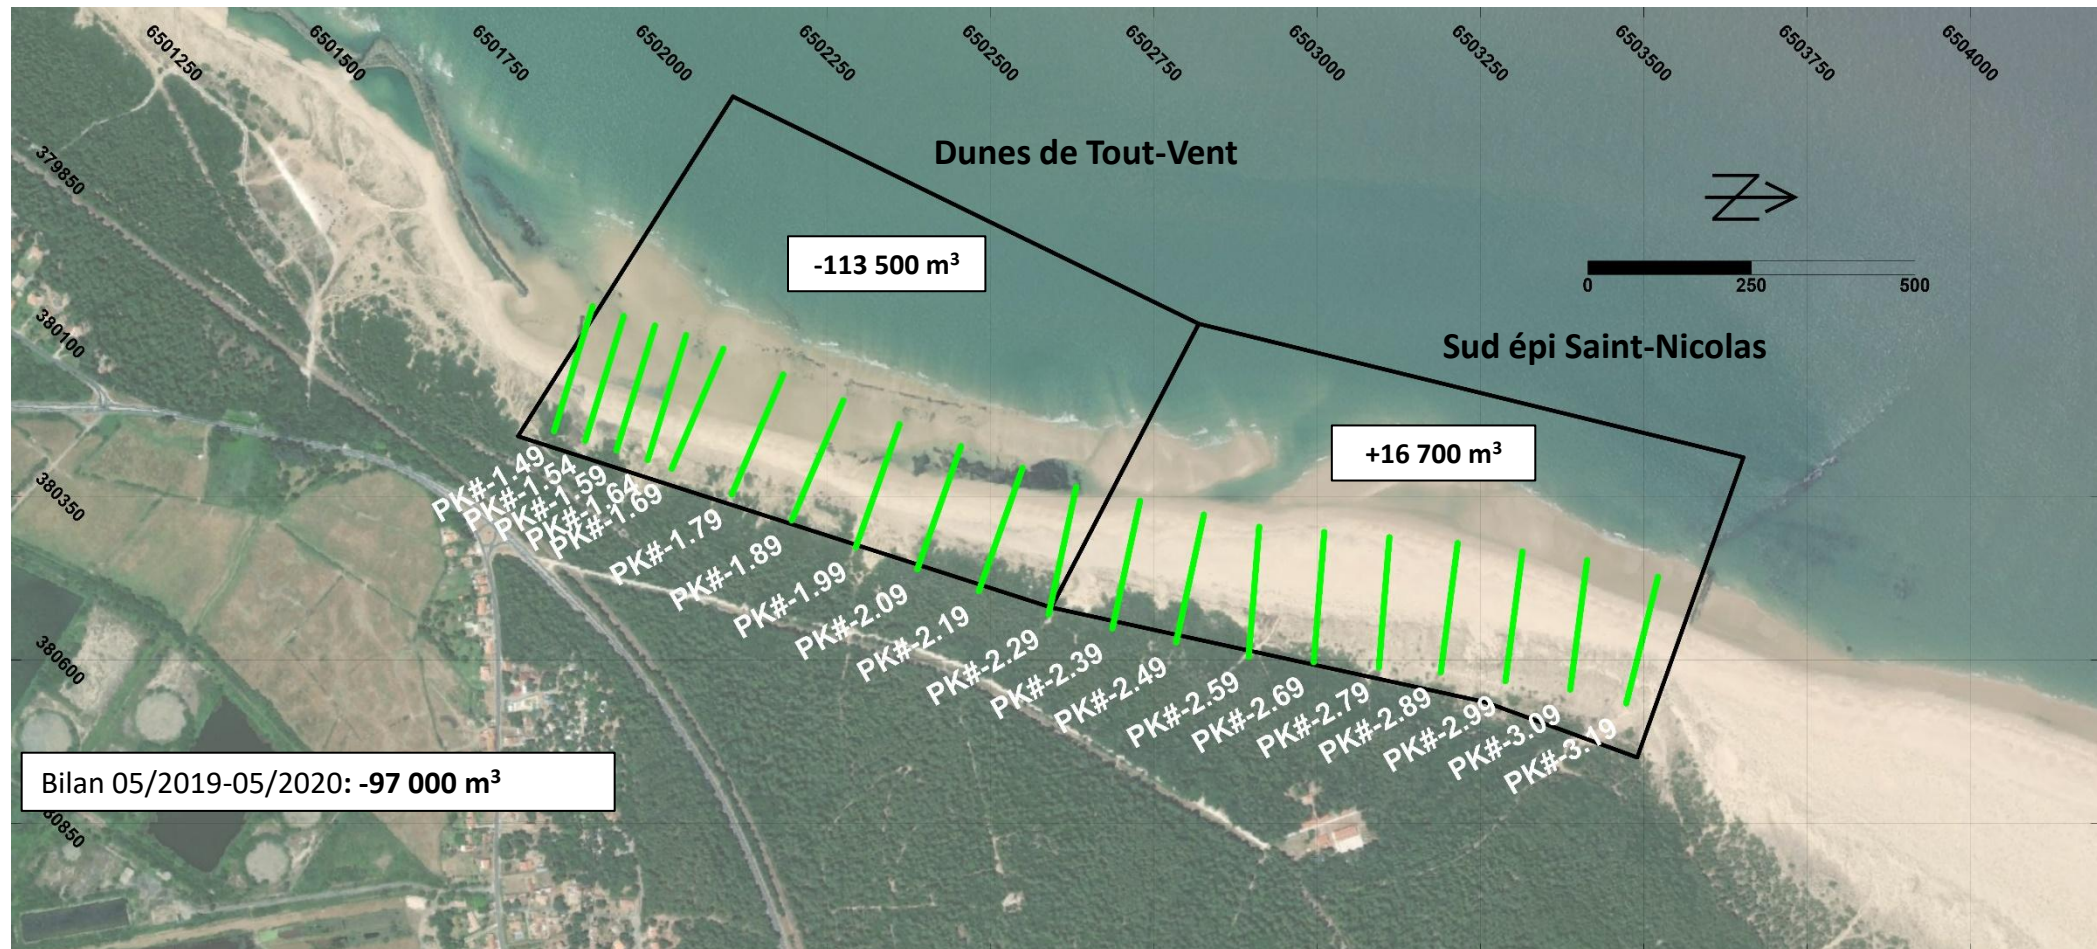 6501250
6501500
6501750
6502000
6502250
6502500
6502750
6503000
6503250
6503500
6503750
6504000
379850
380100
380350
380600
80850
Dunes de Tout-Vent
-113 500 m³
N
0 250 500
Sud épi Saint-Nicolas
+16 700 m³
PK#-1.49
PK#-1.54
PK#-1.59
PK#-1.64
PK#-1.69
PK#-1.79
PK#-1.89
PK#-1.99
PK#-2.09
PK#-2.19
PK#-2.29
PK#-2.39
PK#-2.49
PK#-2.59
PK#-2.69
PK#-2.79
PK#-2.89
PK#-2.99
PK#-3.09
PK#-3.19
Bilan 05/2019-05/2020: -97 000 m³